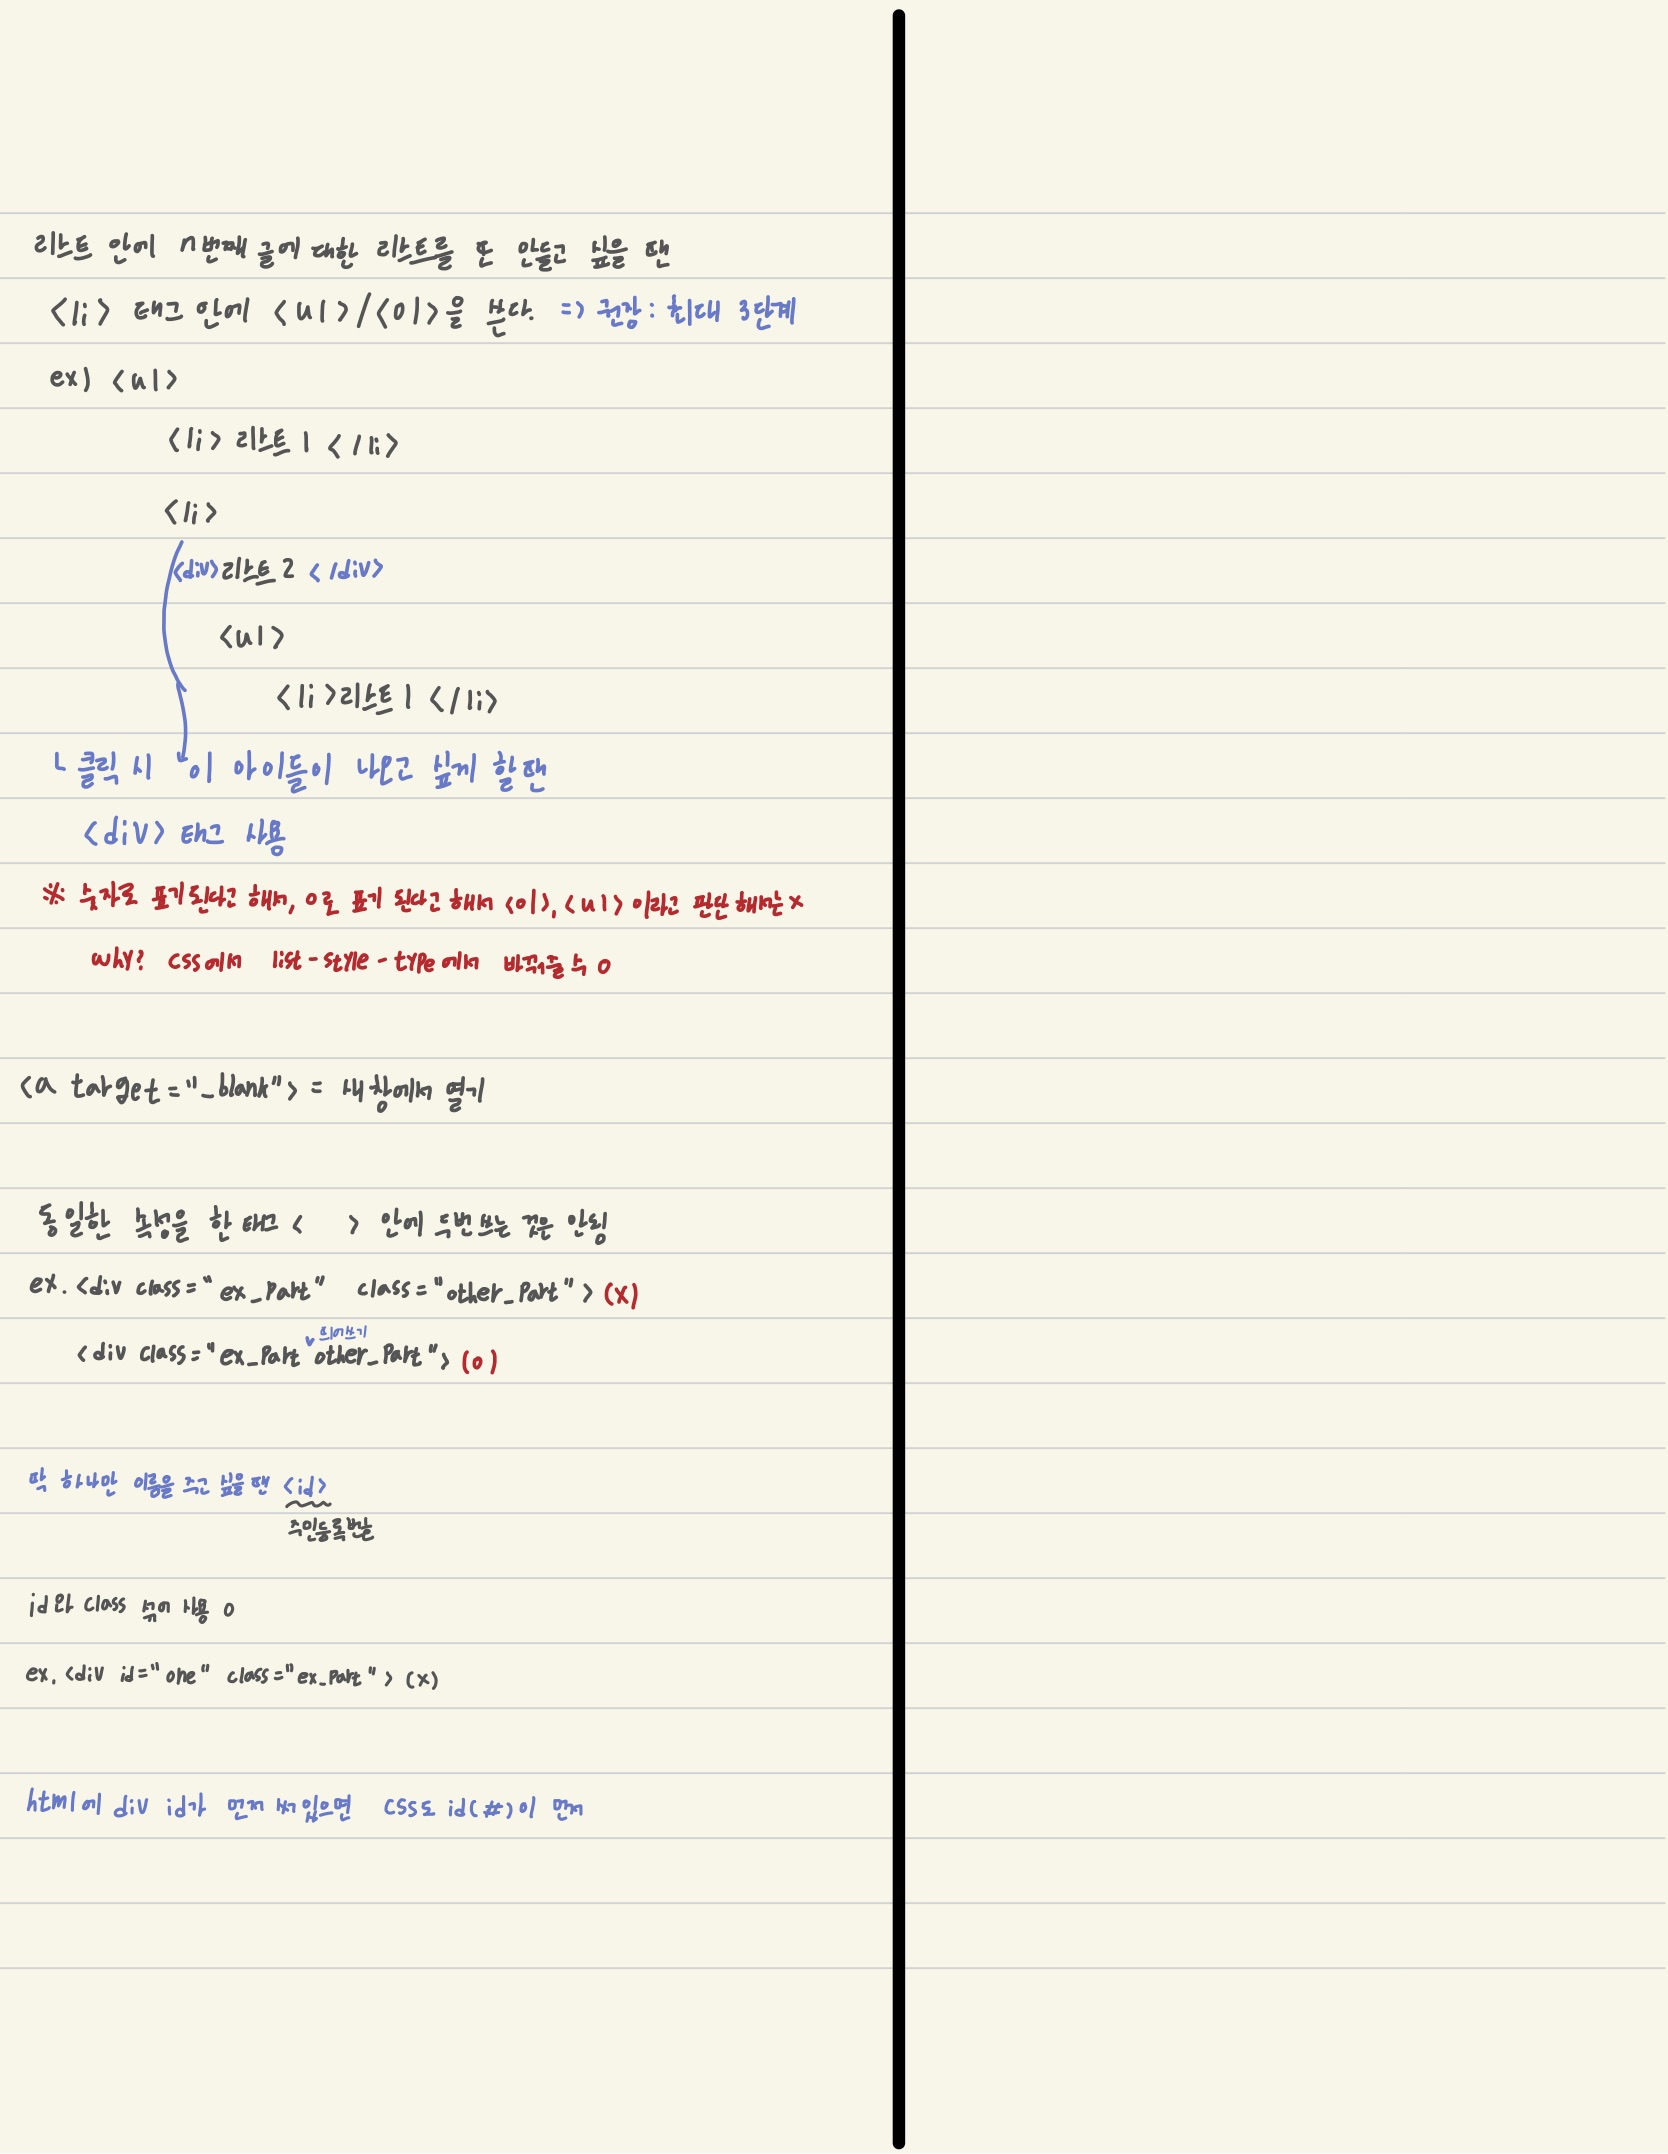 리스트 안에 n번째 글에 대한 리스트를 또 만들고 싶을 땐
<li> 태그 안에 <ul>/<ol>을 쓴다. => 권장: 최대 3단계
ex) <ul>
<li> 리스트 1 </li>
<li>
<div>리스트 2 </div>
<ul>
<li>리스트 1 </li>
ㄴ 클릭 시 이 아이들이 나오고 싶게 할 땐
<div> 태그 사용
※ 숫자로 표기된다고 해서, o로 표기 된다고 해서 <ol>, <ul> 이라고 판단 해서는 x
why? css에서 list-style-type에서 바꿔줄 수 o
<a target="_blank"> = 새 창에서 열기
동일한 속성을 한 태그 < > 안에 두번 쓰는 것은 안됨
ex. <div class="ex_part" class="other_part"> (x)
띄어쓰기
<div class="ex_part other_part"> (o)
딱 하나만 이름을 주고 싶을 땐 <id>
주민등록번호
id와 class 섞어 사용 o
ex. <div id="one" class="ex_part"> (x)
html에 div id가 먼저 써 있으면 css도 id(#)이 먼저